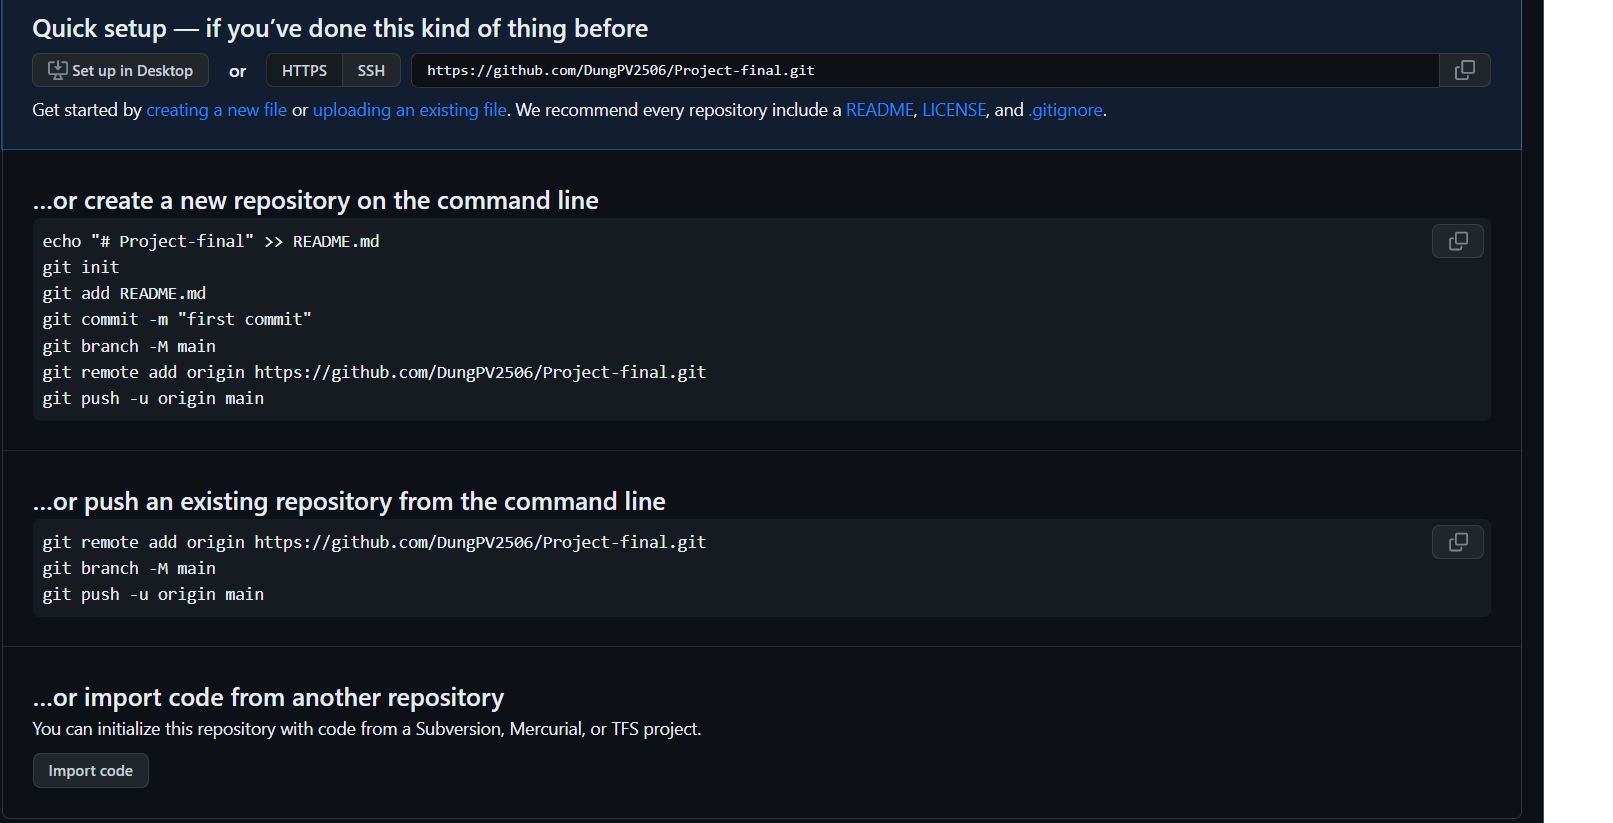 Quick setup — if you’ve done this kind of thing before
Set up in Desktop or HTTPS SSH https://github.com/DungPV2506/Project-final.git
Get started by creating a new file or uploading an existing file. We recommend every repository include a README, LICENSE, and .gitignore.
…or create a new repository on the command line
echo "# Project-final" >> README.md
git init
git add README.md
git commit -m "first commit"
git branch -M main
git remote add origin https://github.com/DungPV2506/Project-final.git
git push -u origin main
…or push an existing repository from the command line
git remote add origin https://github.com/DungPV2506/Project-final.git
git branch -M main
git push -u origin main
…or import code from another repository
You can initialize this repository with code from a Subversion, Mercurial, or TFS project.
Import code